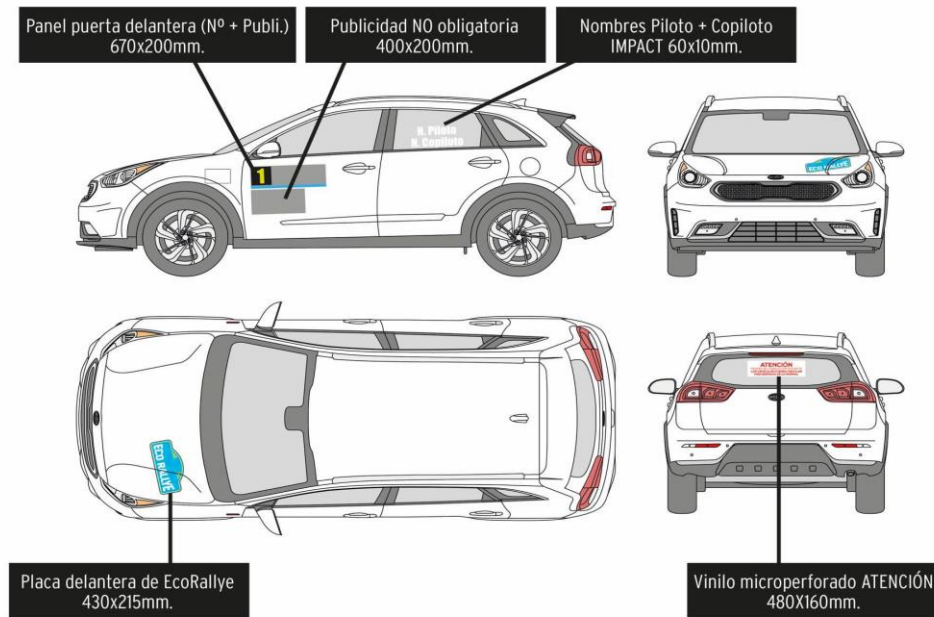 Panel puerta delantera (Nº + Publi.)
670x200mm.
Publicidad NO obligatoria
400x200mm.
Nombres Piloto + Copiloto
IMPACT 60x10mm.
N. Piloto
N. Copiloto
1
ECO RALLYE
ATENCIÓN
ECO RALLYE
Placa delantera de EcoRallye
430x215mm.
Vinilo microperforado ATENCIÓN
480X160mm.